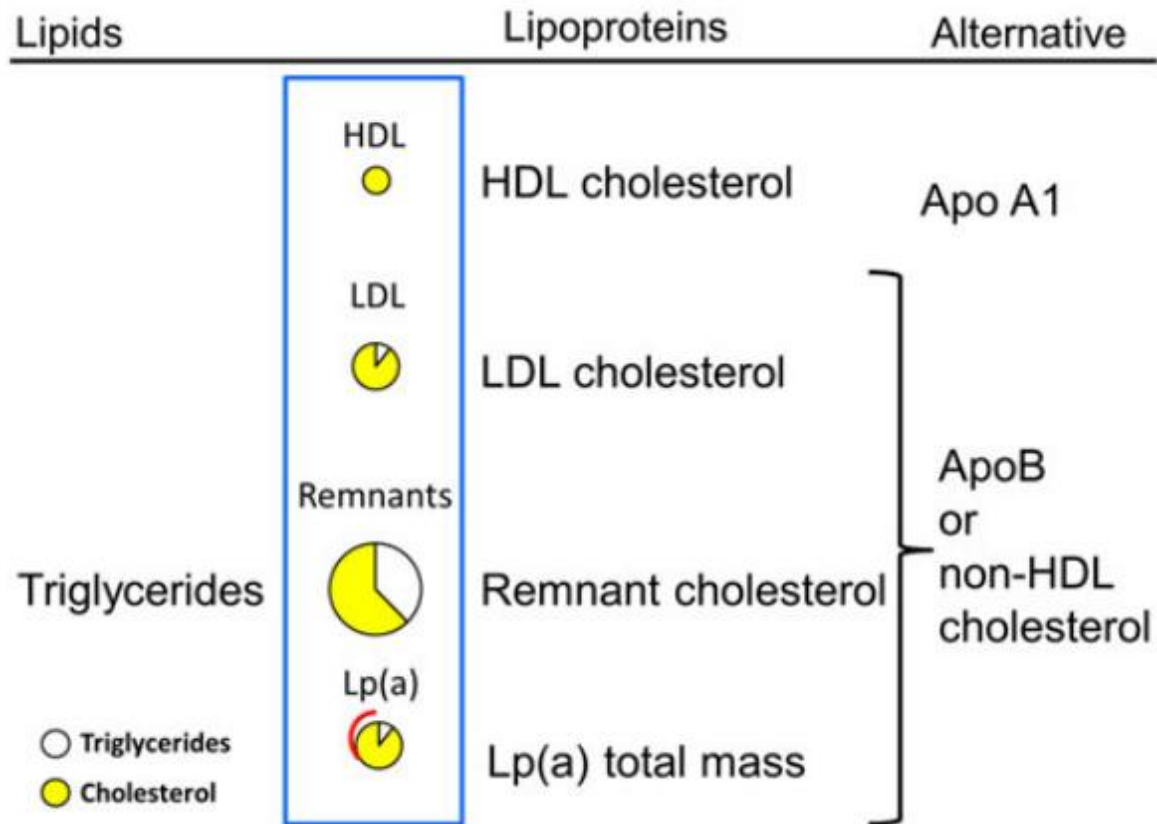 Lipids
Lipoproteins
Alternative
HDL
HDL cholesterol
Apo A1
LDL
LDL cholesterol
Remnants
Triglycerides
Remnant cholesterol
ApoB
or
non-HDL
cholesterol
Lp(a)
Lp(a) total mass
Triglycerides
Cholesterol